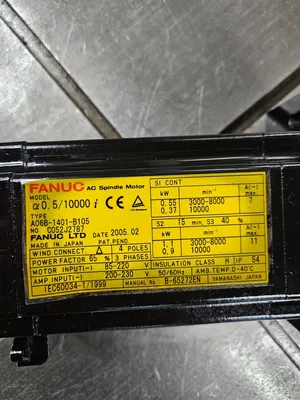 FANUC AC Spindle Motor
MODEL
α0.5/10000 i
CE
TYPE
A06B-1401-B105
NO C052J2787
FANUC LTD DATE 2005.02
MADE IN JAPAN PAT.PEND.
WIND CONNECT 4 POLES
POWER FACTOR 65 % 3 PHASES
MOTOR INPUT(~) 85-220 V
AMP.INPUT(~) 200-230 V 50/60Hz
IEC60034-1/1999
S1 CONT
kW min⁻¹ A(~)
0.55 3000-8000 7
0.37 10000
S2 15 min, S3 40 %
kW min⁻¹ A(~)
1.1 3000-8000 11
0.9 10000
INSULATION CLASS H IP 54
AMB.TEMP.0-40℃
MANUAL B-65272EN YAMANASHI JAPAN